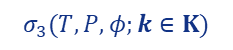 σ₃(T, P, ϕ; k ∈ K)